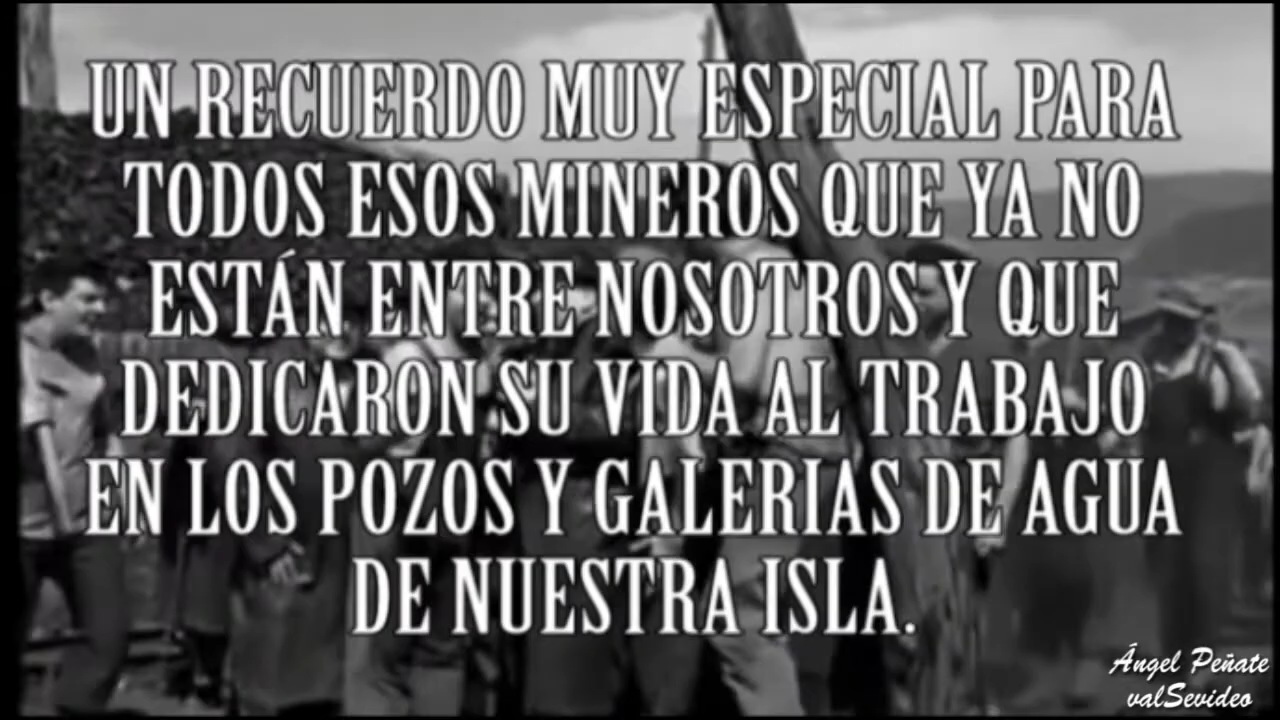 UN RECUERDO MUY ESPECIAL PARA
TODOS ESOS MINEROS QUE YA NO
ESTÁN ENTRE NOSOTROS Y QUE
DEDICARON SU VIDA AL TRABAJO
EN LOS POZOS Y GALERIAS DE AGUA
DE NUESTRA ISLA.
Ángel Peñate
valSevideo